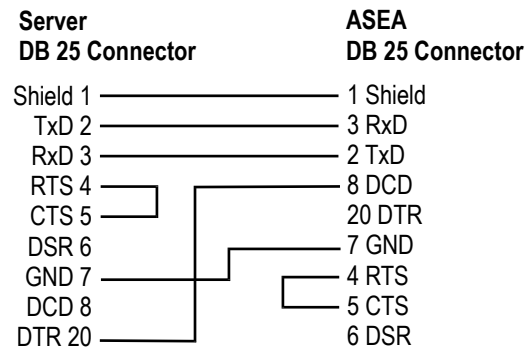 Server
DB 25 Connector
ASEA
DB 25 Connector
Shield 1
1 Shield
TxD 2
3 RxD
RxD 3
2 TxD
RTS 4
8 DCD
CTS 5
20 DTR
DSR 6
7 GND
GND 7
4 RTS
DCD 8
5 CTS
DTR 20
6 DSR